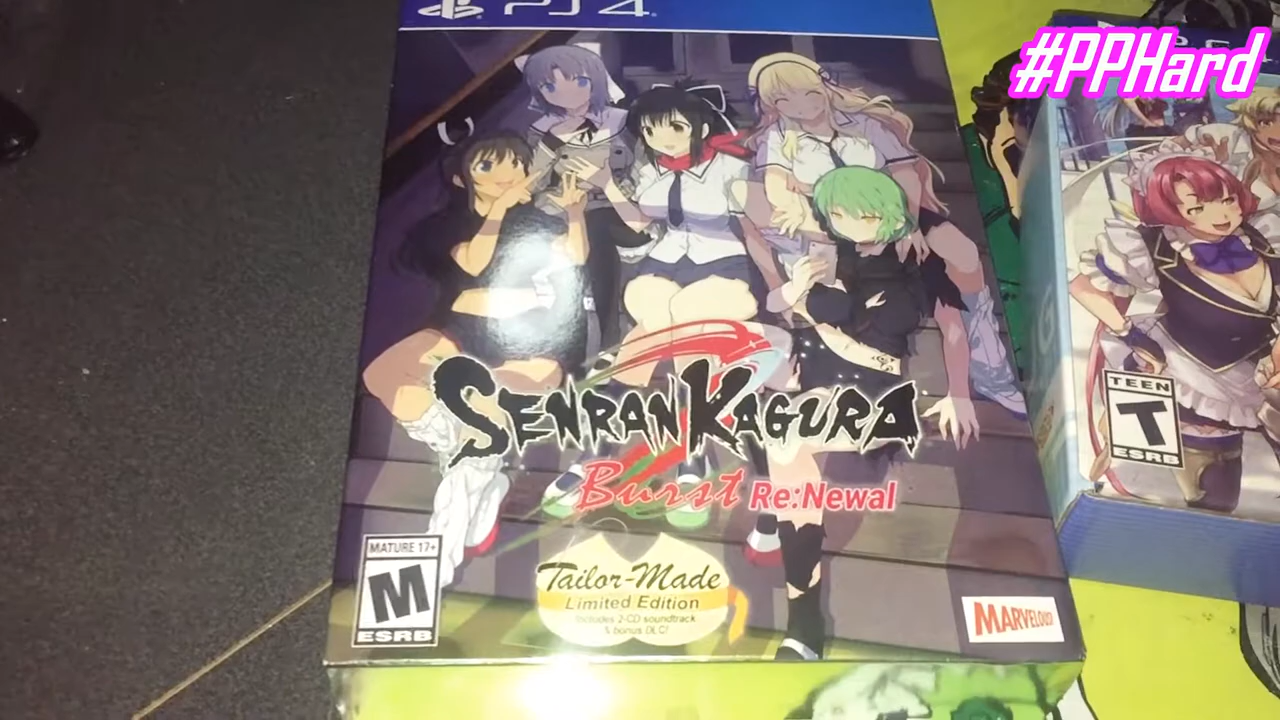 PS4
#PPHard
SENRAN KAGURA
Burst Re:Newal
MATURE 17+
M
ESRB
Tailor-Made
Limited Edition
Includes 2-CD soundtrack
& bonus DLC!
MARVELOUS
TEEN
T
ESRB